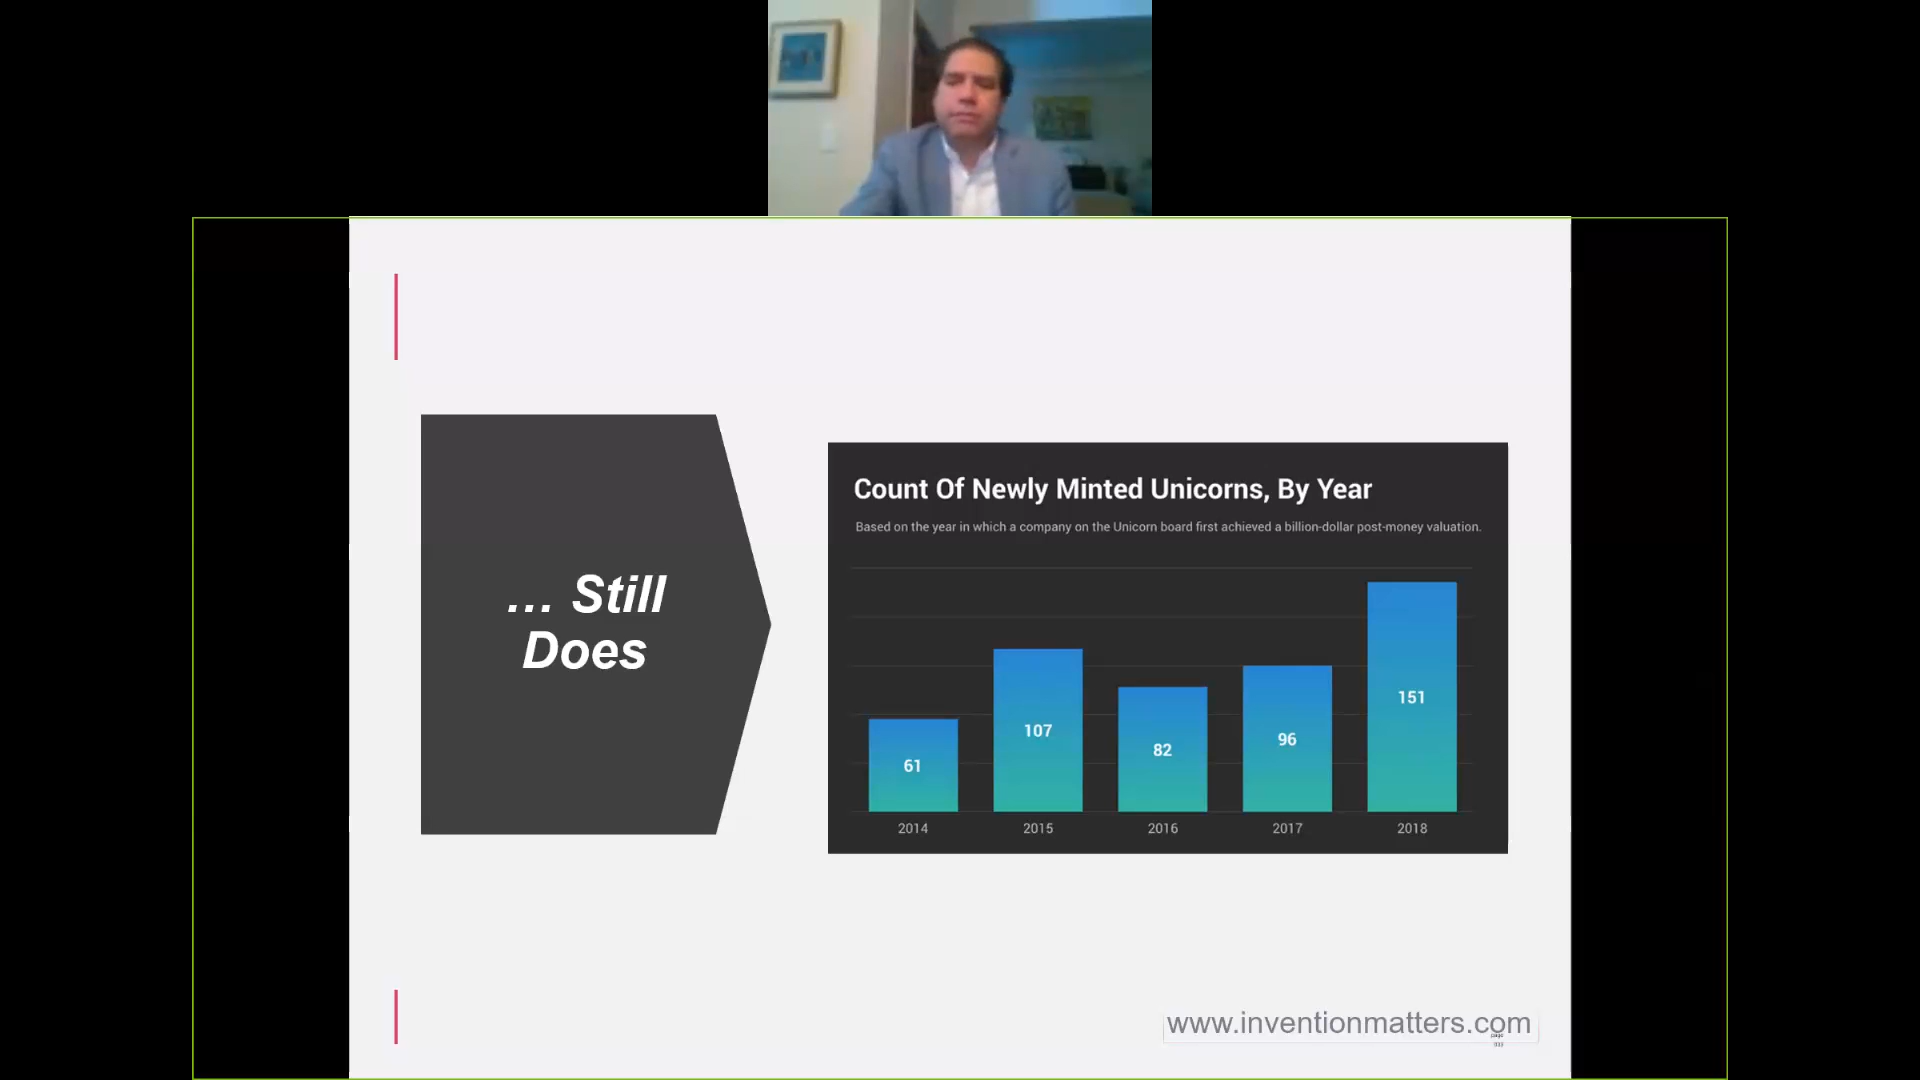 ... Still
Does
Count Of Newly Minted Unicorns, By Year
Based on the year in which a company on the Unicorn board first achieved a billion-dollar post-money valuation.
61
107
82
96
151
2014
2015
2016
2017
2018
www.inventionmatters.com